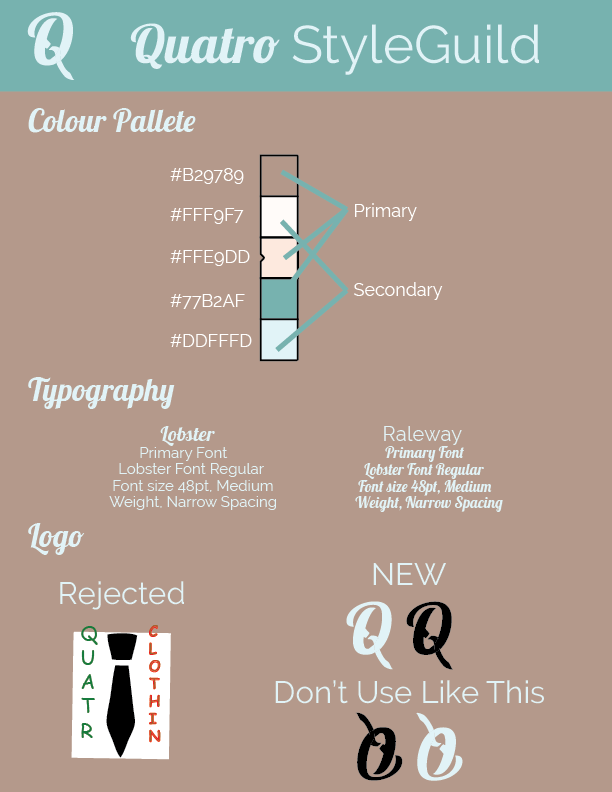 Q Quatro StyleGuild
Colour Pallete
#B29789
#FFF9F7
#FFE9DD
#77B2AF
#DDFFFD
Primary
Secondary
Typography
Lobster
Primary Font
Lobster Font Regular
Font size 48pt, Medium
Weight, Narrow Spacing
Raleway
Primary Font
Lobster Font Regular
Font size 48pt, Medium
Weight, Narrow Spacing
Logo
Rejected
QUATR
CLOTHIN
NEW
Q Q
Don't Use Like This
Q Q